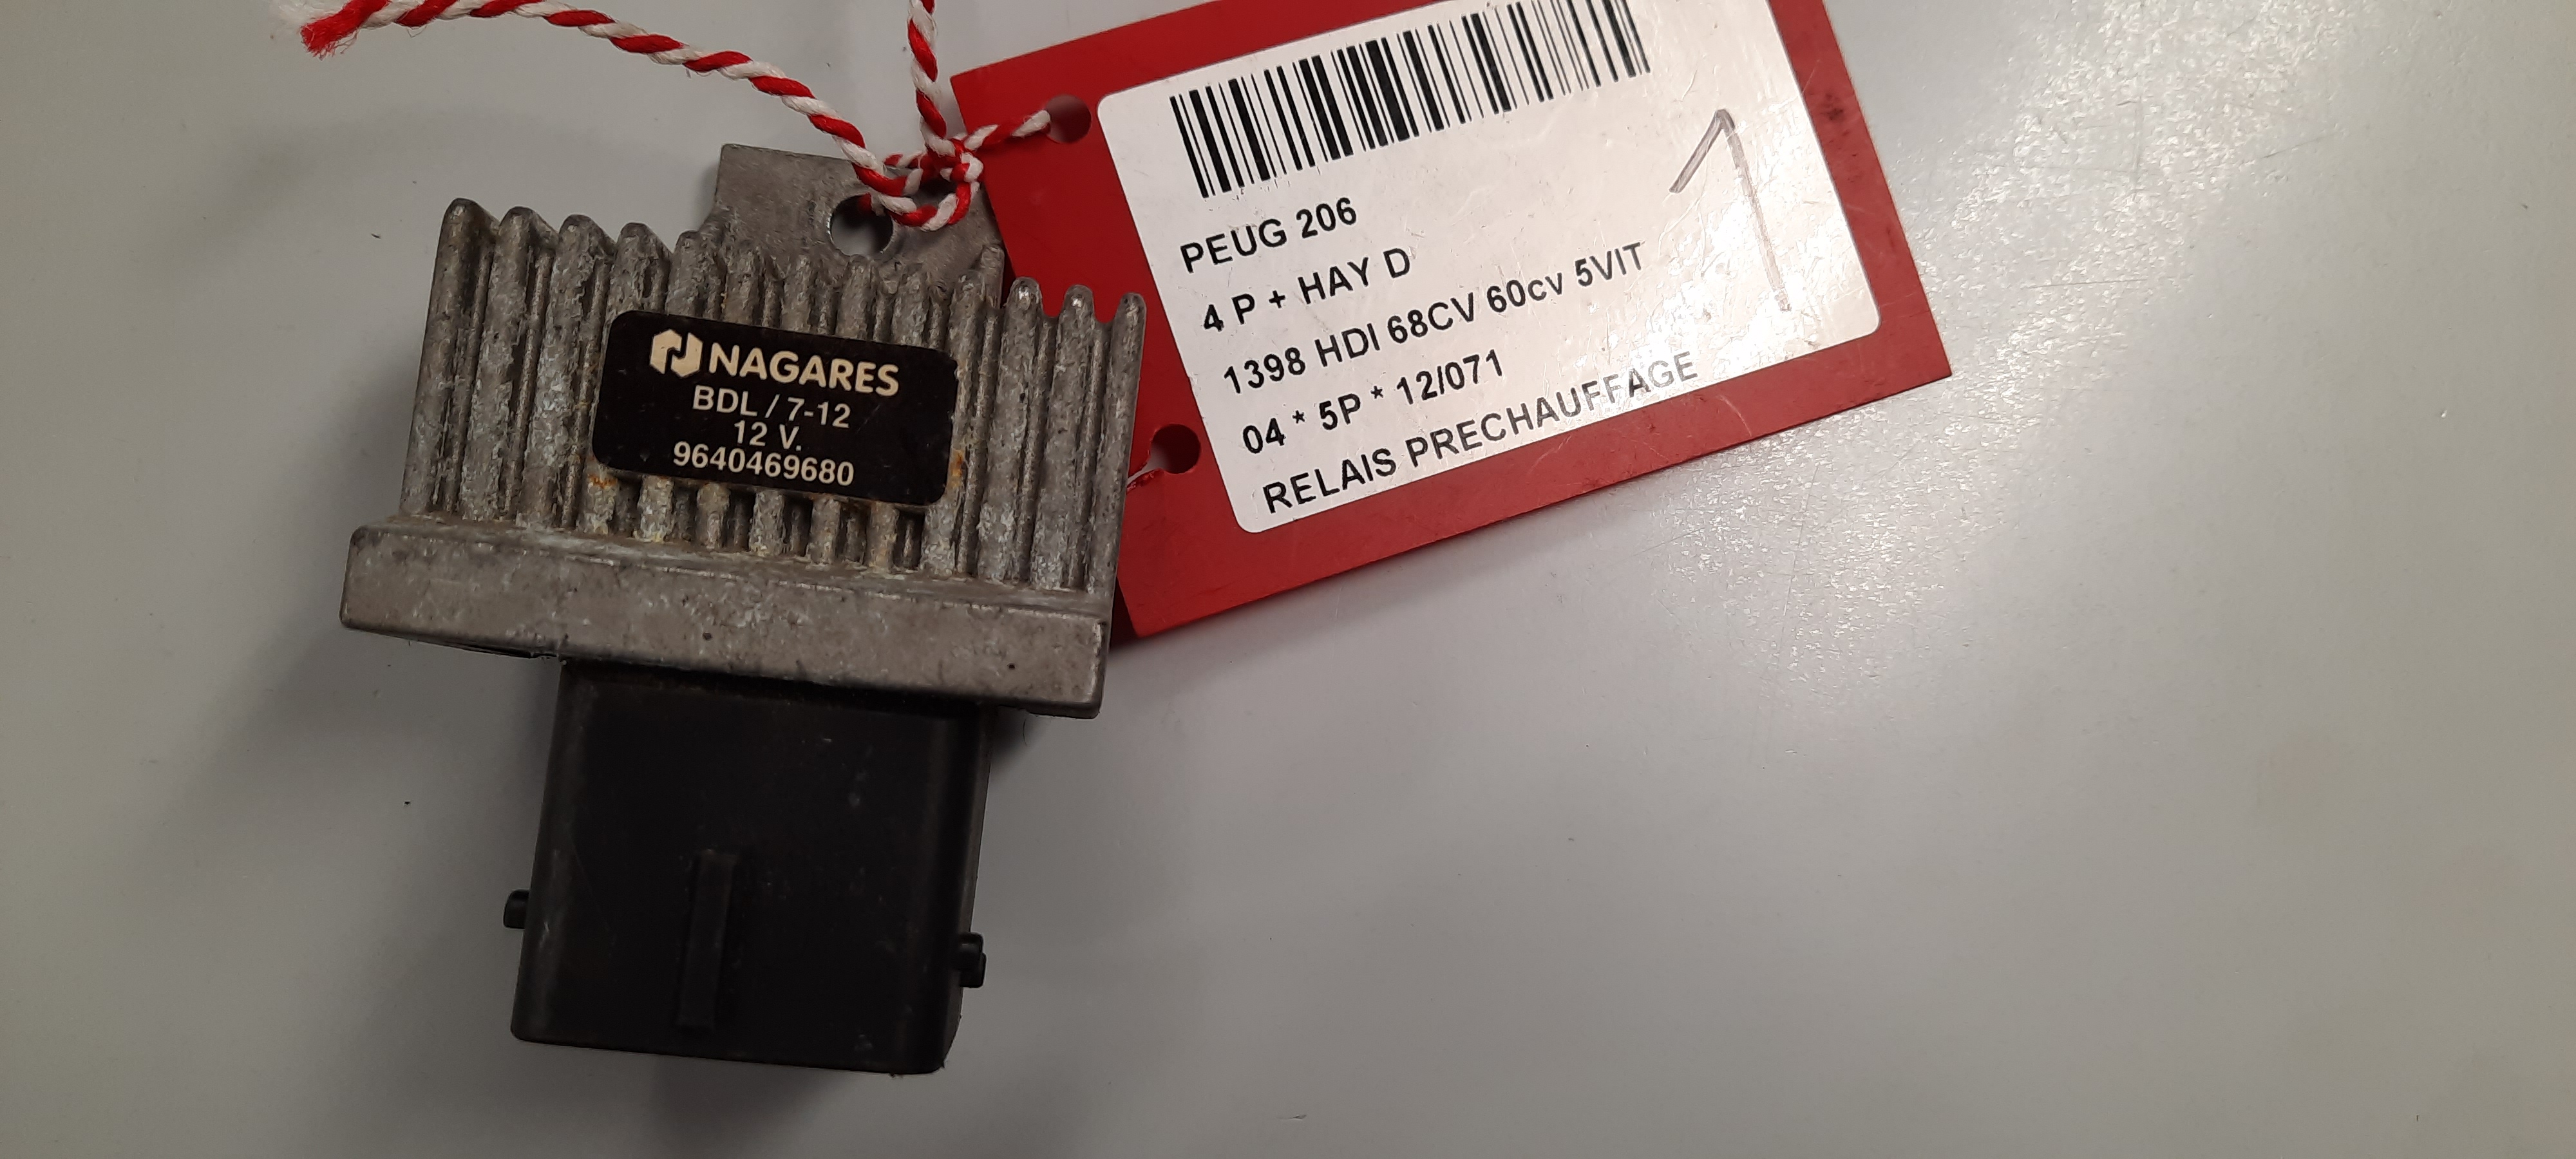 NAGARES
BDL / 7-12
12 V.
9640469680
PEUG 206
4 P + HAY D
1398 HDI 68CV 60cv 5VIT
04 * 5P * 12/071
RELAIS PRECHAUFFAGE
1